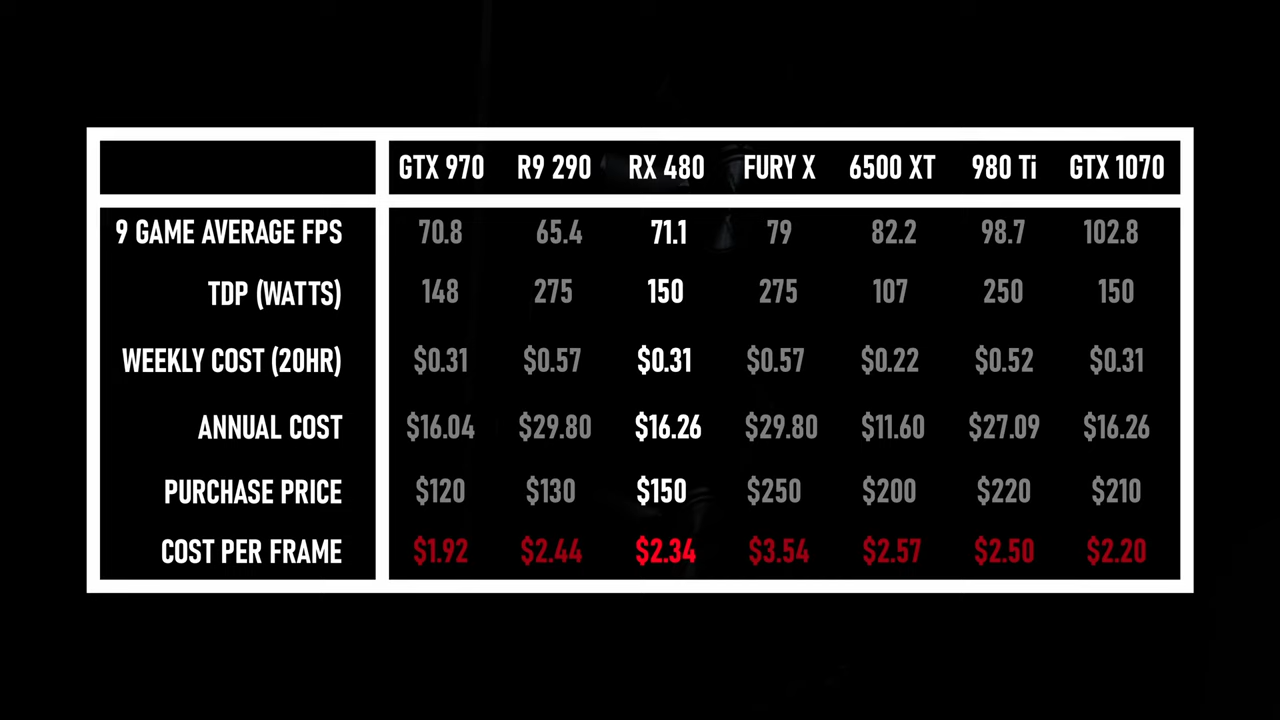 GTX 970 R9 290 RX 480 FURY X 6500 XT 980 Ti GTX 1070
9 GAME AVERAGE FPS 70.8 65.4 71.1 79 82.2 98.7 102.8
TDP (WATTS) 148 275 150 275 107 250 150
WEEKLY COST (20HR) $0.31 $0.57 $0.31 $0.57 $0.22 $0.52 $0.31
ANNUAL COST $16.04 $29.80 $16.26 $29.80 $11.60 $27.09 $16.26
PURCHASE PRICE $120 $130 $150 $250 $200 $220 $210
COST PER FRAME $1.92 $2.44 $2.34 $3.54 $2.57 $2.50 $2.20